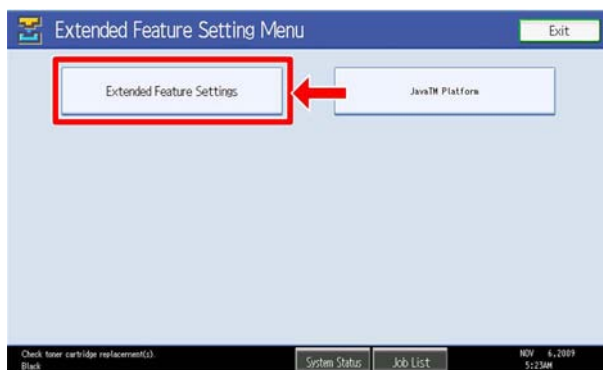 Extended Feature Setting Menu
Exit
Extended Feature Settings
JavaTM Platform
Check toner cartridge replacement(s).
Black
System Status
Job List
NOV 6,2009
5:23AM